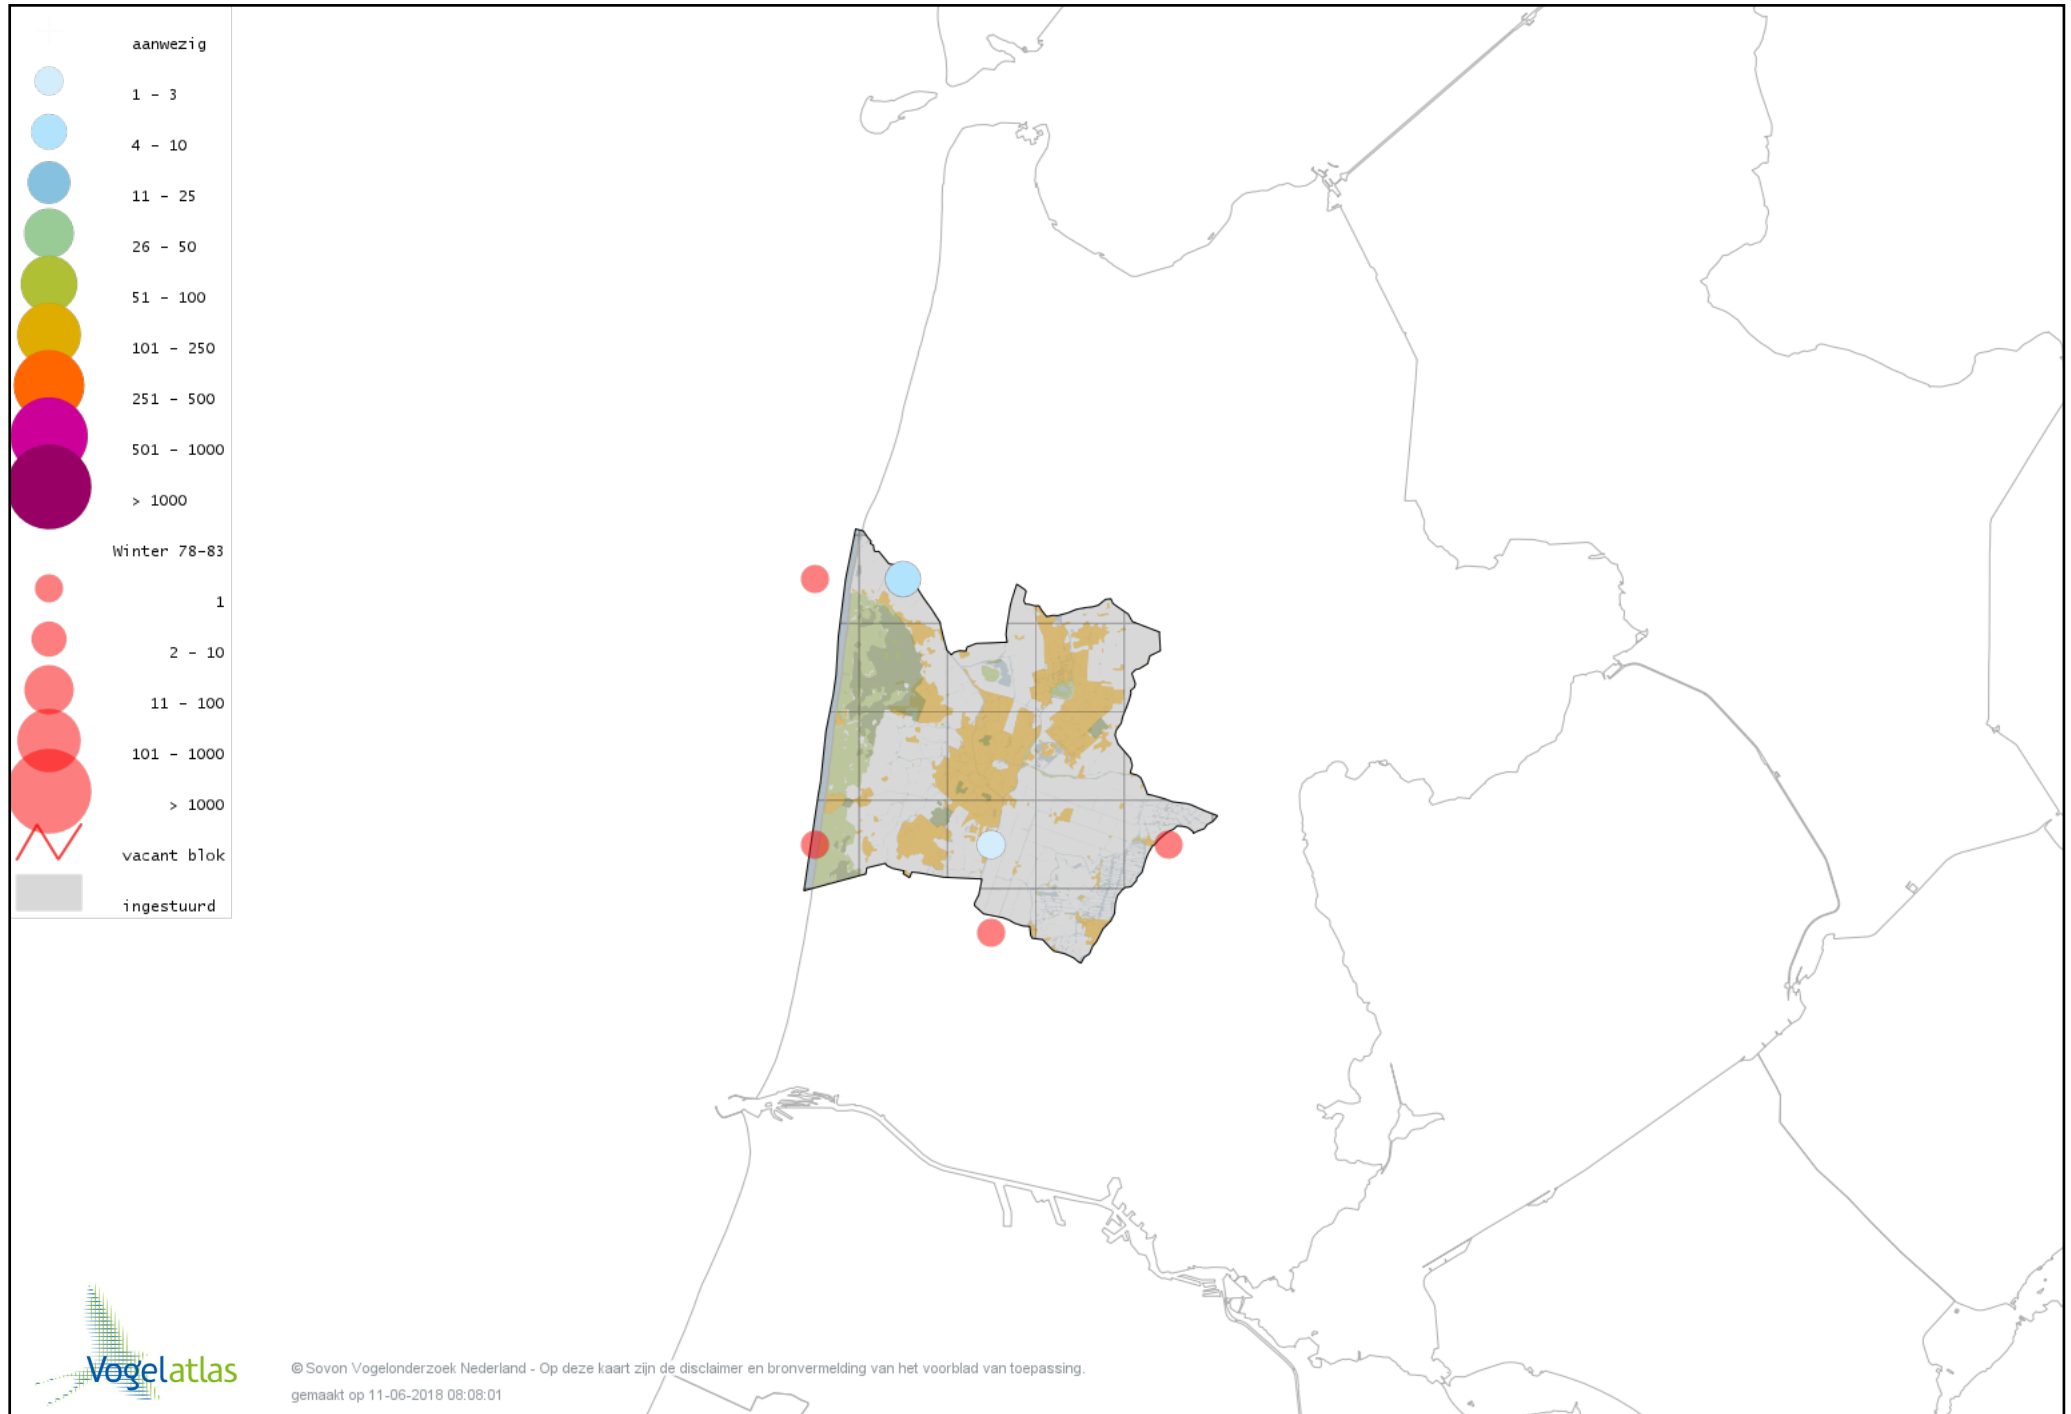 aanwezig
1 - 3
4 - 10
11 - 25
26 - 50
51 - 100
101 - 250
251 - 500
501 - 1000
> 1000
Winter 78-83
1
2 - 10
11 - 100
101 - 1000
> 1000
vacant blok
ingestuurd
Vogelatlas
© Sovon Vogelonderzoek Nederland - Op deze kaart zijn de disclaimer en bronvermelding van het voorblad van toepassing.
gemaakt op 11-06-2018 08:08:01